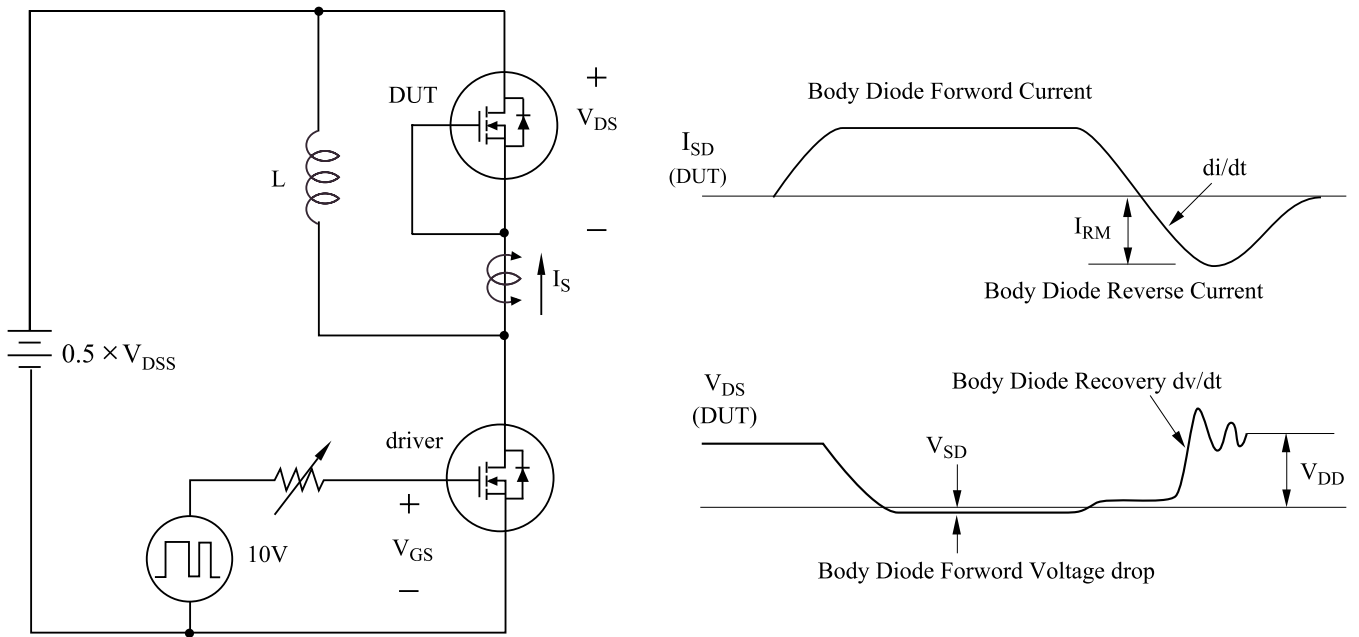 DUT
+
V_DS
−
L
I_S
0.5 × V_DSS
driver
+
10V
V_GS
−
Body Diode Forword Current
I_SD
(DUT)
di/dt
I_RM
Body Diode Reverse Current
V_DS
(DUT)
Body Diode Recovery dv/dt
V_SD
V_DD
Body Diode Forword Voltage drop